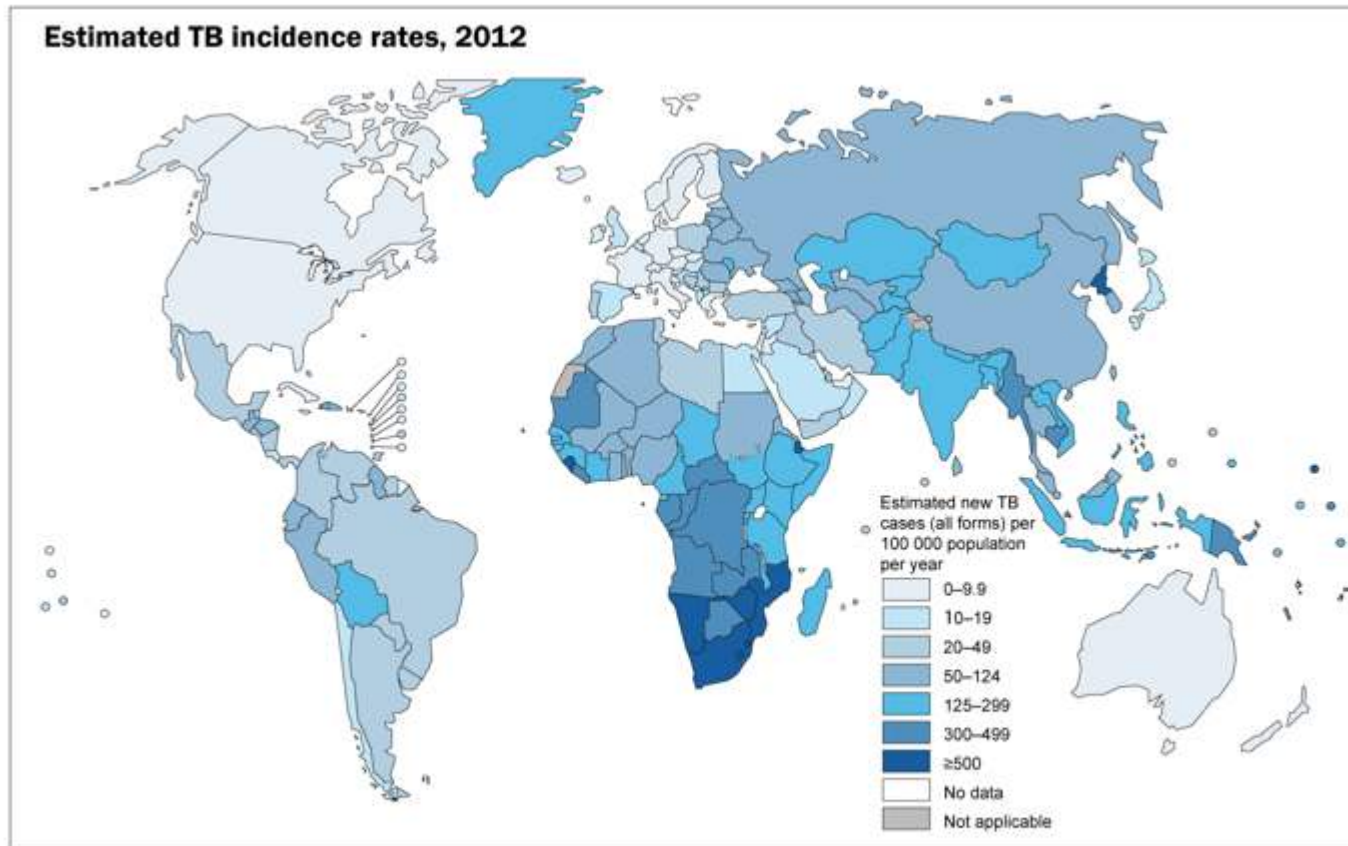 Estimated TB incidence rates, 2012
Estimated new TB
cases (all forms) per
100 000 population
per year
0–9.9
10–19
20–49
50–124
125–299
300–499
≥500
No data
Not applicable